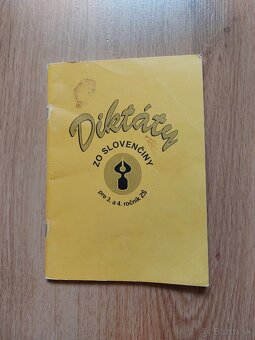 Diktáty
ZO SLOVENČINY
pre 3. a 4. ročník ZŠ